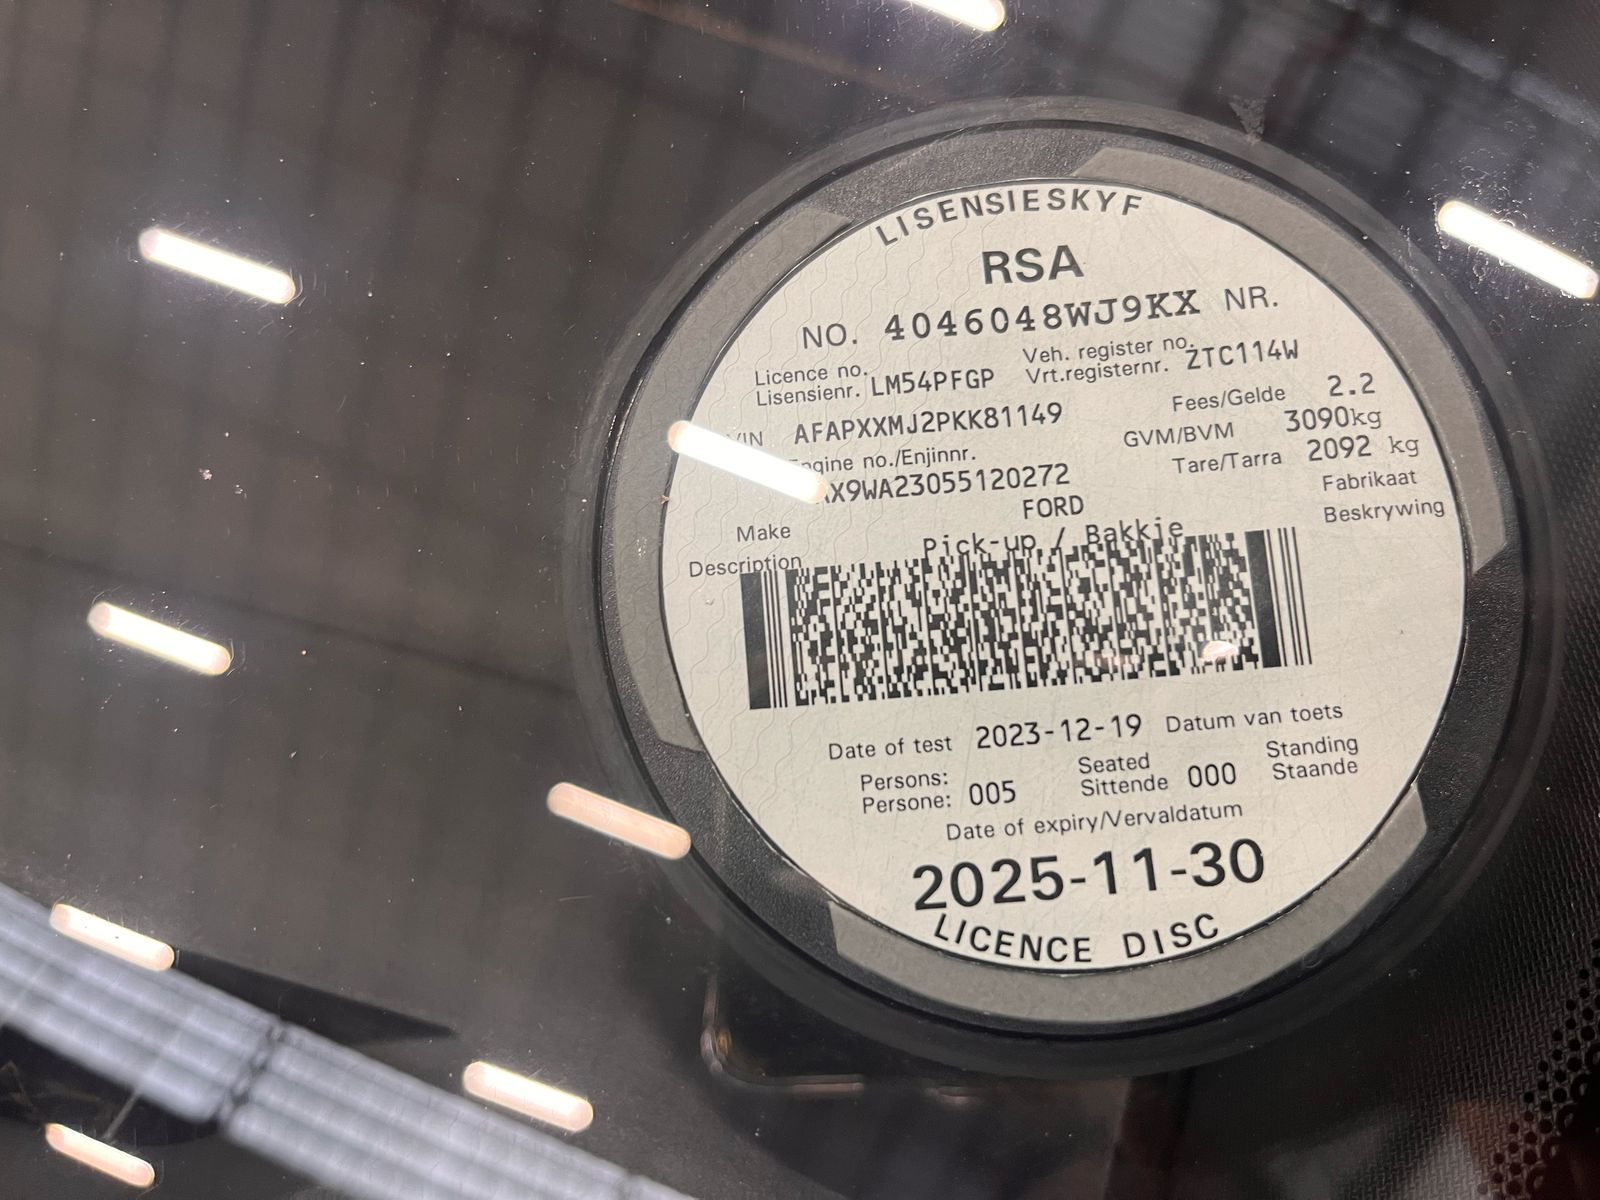 LISENSIESKYF
RSA
NO. 4046048WJ9KX NR.
Licence no. Veh. register no.
Lisensienr. LM54PFGP Vrt.registernr. ZTC114W
Fees/Gelde 2.2
VIN AFAPXXMJ2PKK81149 GVM/BVM 3090kg
Engine no./Enjinnr. Tare/Tarra 2092 kg
X9WA23055120272
Make FORD Fabrikaat
Description Pick-up / Bakkie Beskrywing
Date of test 2023-12-19 Datum van toets
Persons: Seated Standing
Persone: 005 Sittende 000 Staande
Date of expiry/Vervaldatum
2025-11-30
LICENCE DISC